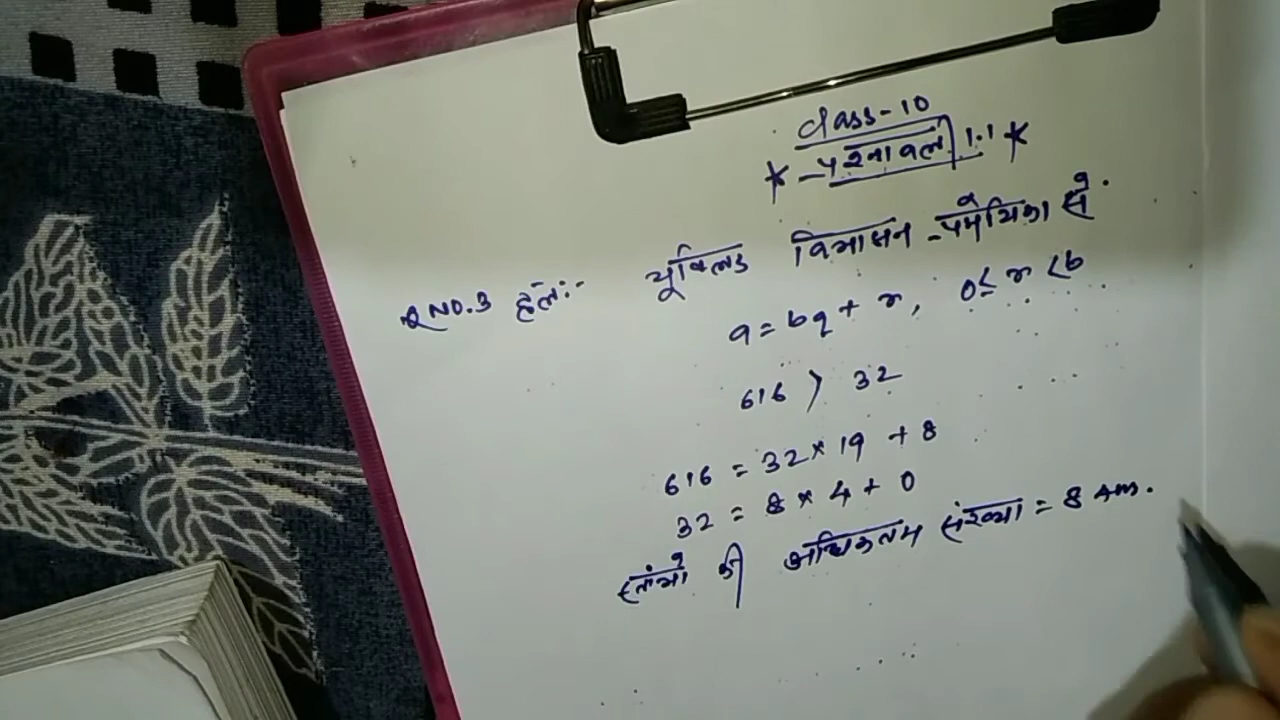 Class-10
* प्रश्नावली 1.1 *
Q NO.3 हल:- यूक्लिड विभाजन प्रमेयिका से
a = bq + r, 0 ≤ r < b
616 > 32
616 = 32 × 19 + 8
32 = 8 × 4 + 0
स्तंभों की अधिकतम संख्या = 8 Ans.